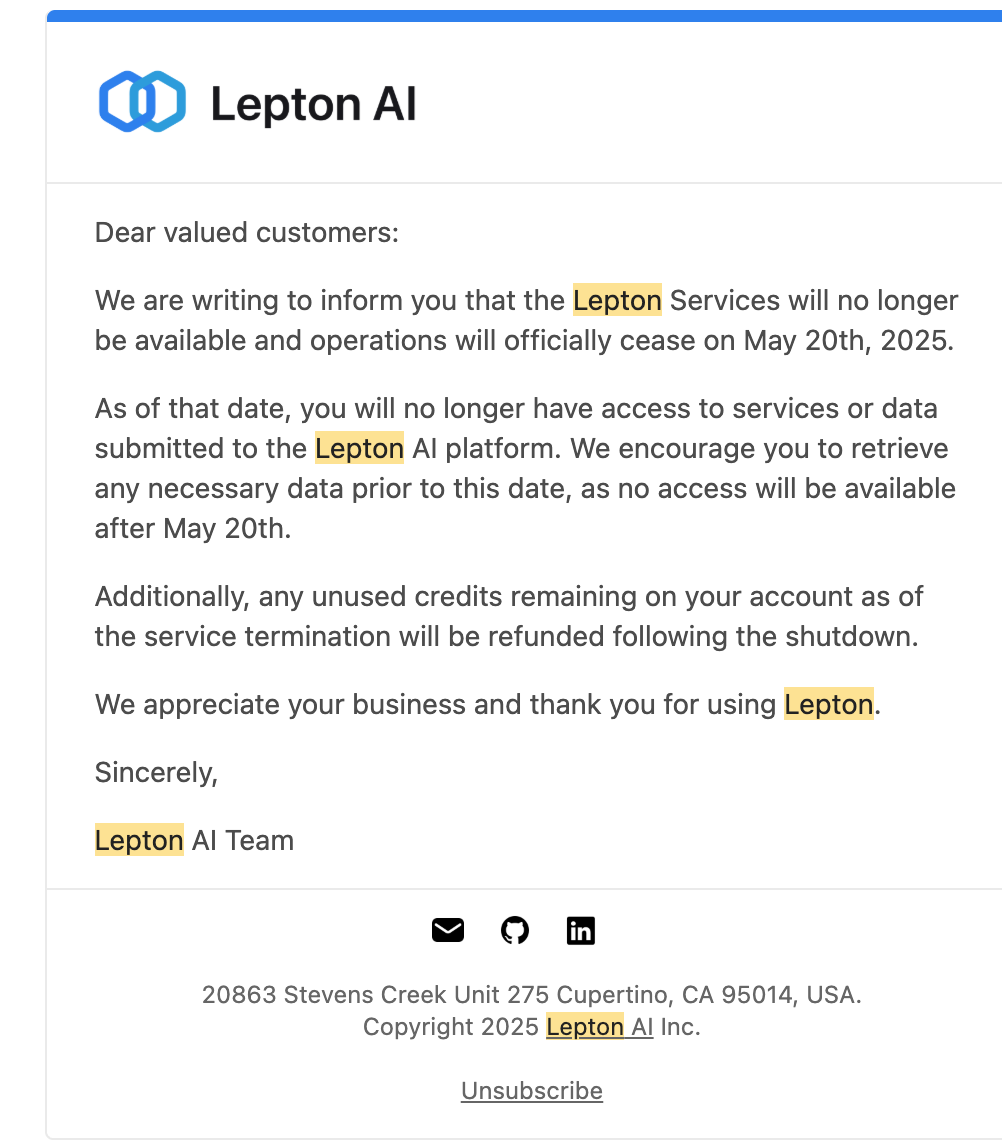 Lepton AI
Dear valued customers:
We are writing to inform you that the Lepton Services will no longer
be available and operations will officially cease on May 20th, 2025.
As of that date, you will no longer have access to services or data
submitted to the Lepton AI platform. We encourage you to retrieve
any necessary data prior to this date, as no access will be available
after May 20th.
Additionally, any unused credits remaining on your account as of
the service termination will be refunded following the shutdown.
We appreciate your business and thank you for using Lepton.
Sincerely,
Lepton AI Team
in
20863 Stevens Creek Unit 275 Cupertino, CA 95014, USA.
Copyright 2025 Lepton AI Inc.
Unsubscribe